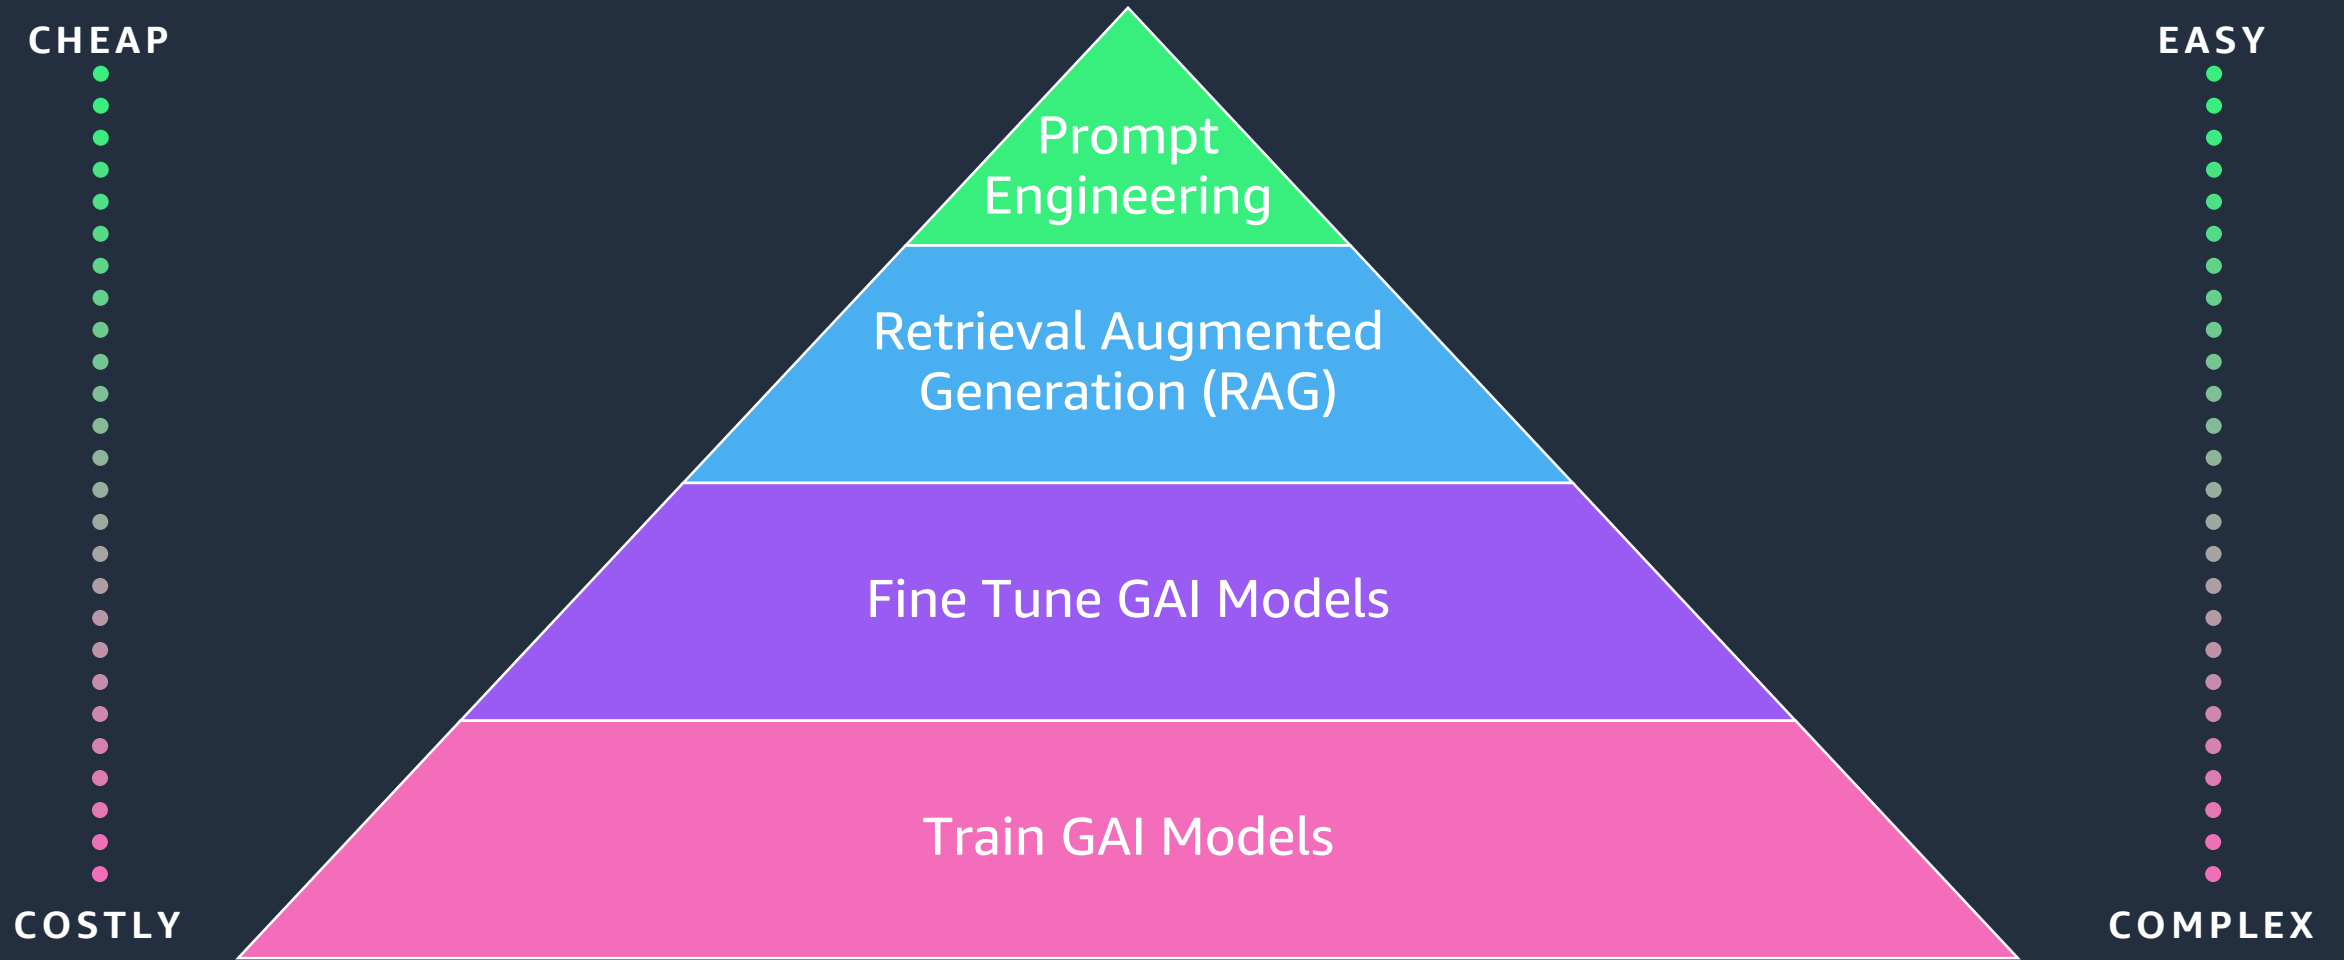 CHEAP
EASY
Prompt
Engineering
Retrieval Augmented
Generation (RAG)
Fine Tune GAI Models
Train GAI Models
COSTLY
COMPLEX